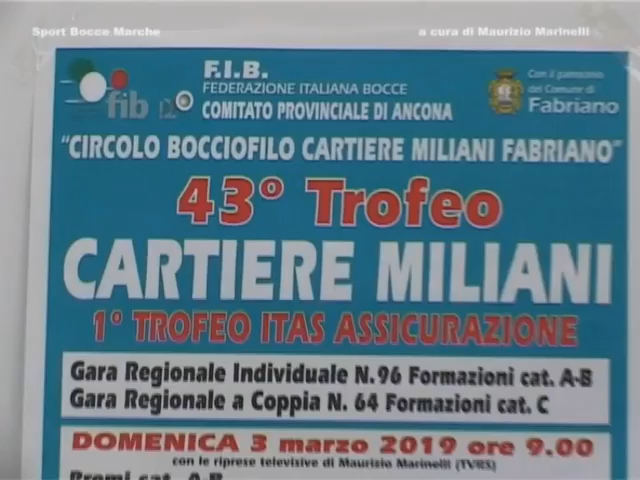 Sport Bocce Marche
a cura di Maurizio Marinelli
F.I.B.
FEDERAZIONE ITALIANA BOCCE
COMITATO PROVINCIALE DI ANCONA
fib
Con il patrocinio
del Comune di
Fabriano
"CIRCOLO BOCCIOFILO CARTIERE MILIANI FABRIANO"
43° Trofeo
CARTIERE MILIANI
1° TROFEO ITAS ASSICURAZIONE
Gara Regionale Individuale N.96 Formazioni cat. A-B
Gara Regionale a Coppia N. 64 Formazioni cat. C
DOMENICA 3 marzo 2019 ore 9.00
con le riprese televisive di Maurizio Marinelli (TVRS)
Premi cat. A-B